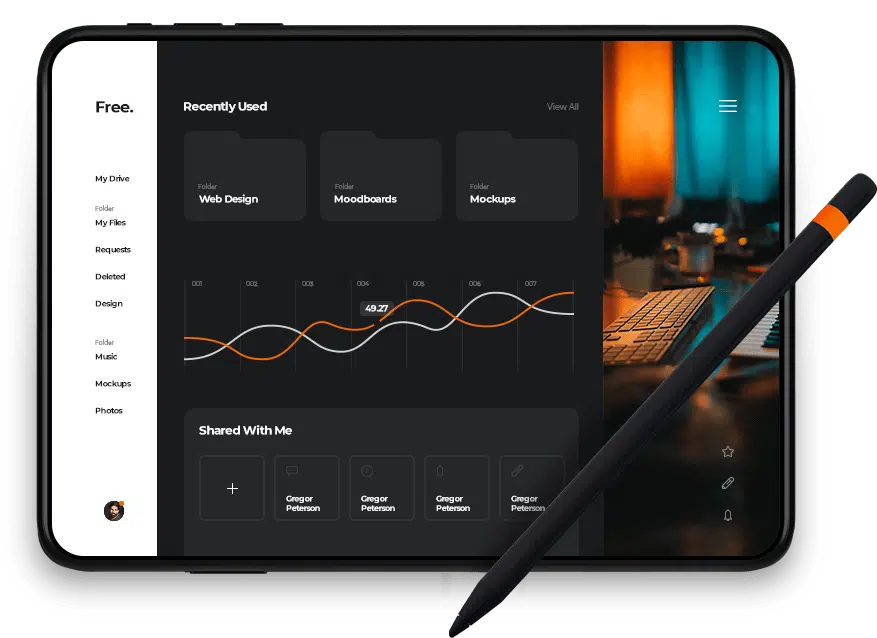 Free.
My Drive
Folder
My Files
Requests
Deleted
Design
Folder
Music
Mockups
Photos
Recently Used
View All
Folder
Web Design
Folder
Moodboards
Folder
Mockups
001
002
003
004
005
006
007
49.27
Shared With Me
+
Gregor
Peterson
Gregor
Peterson
Gregor
Peterson
Gregor
Peterson